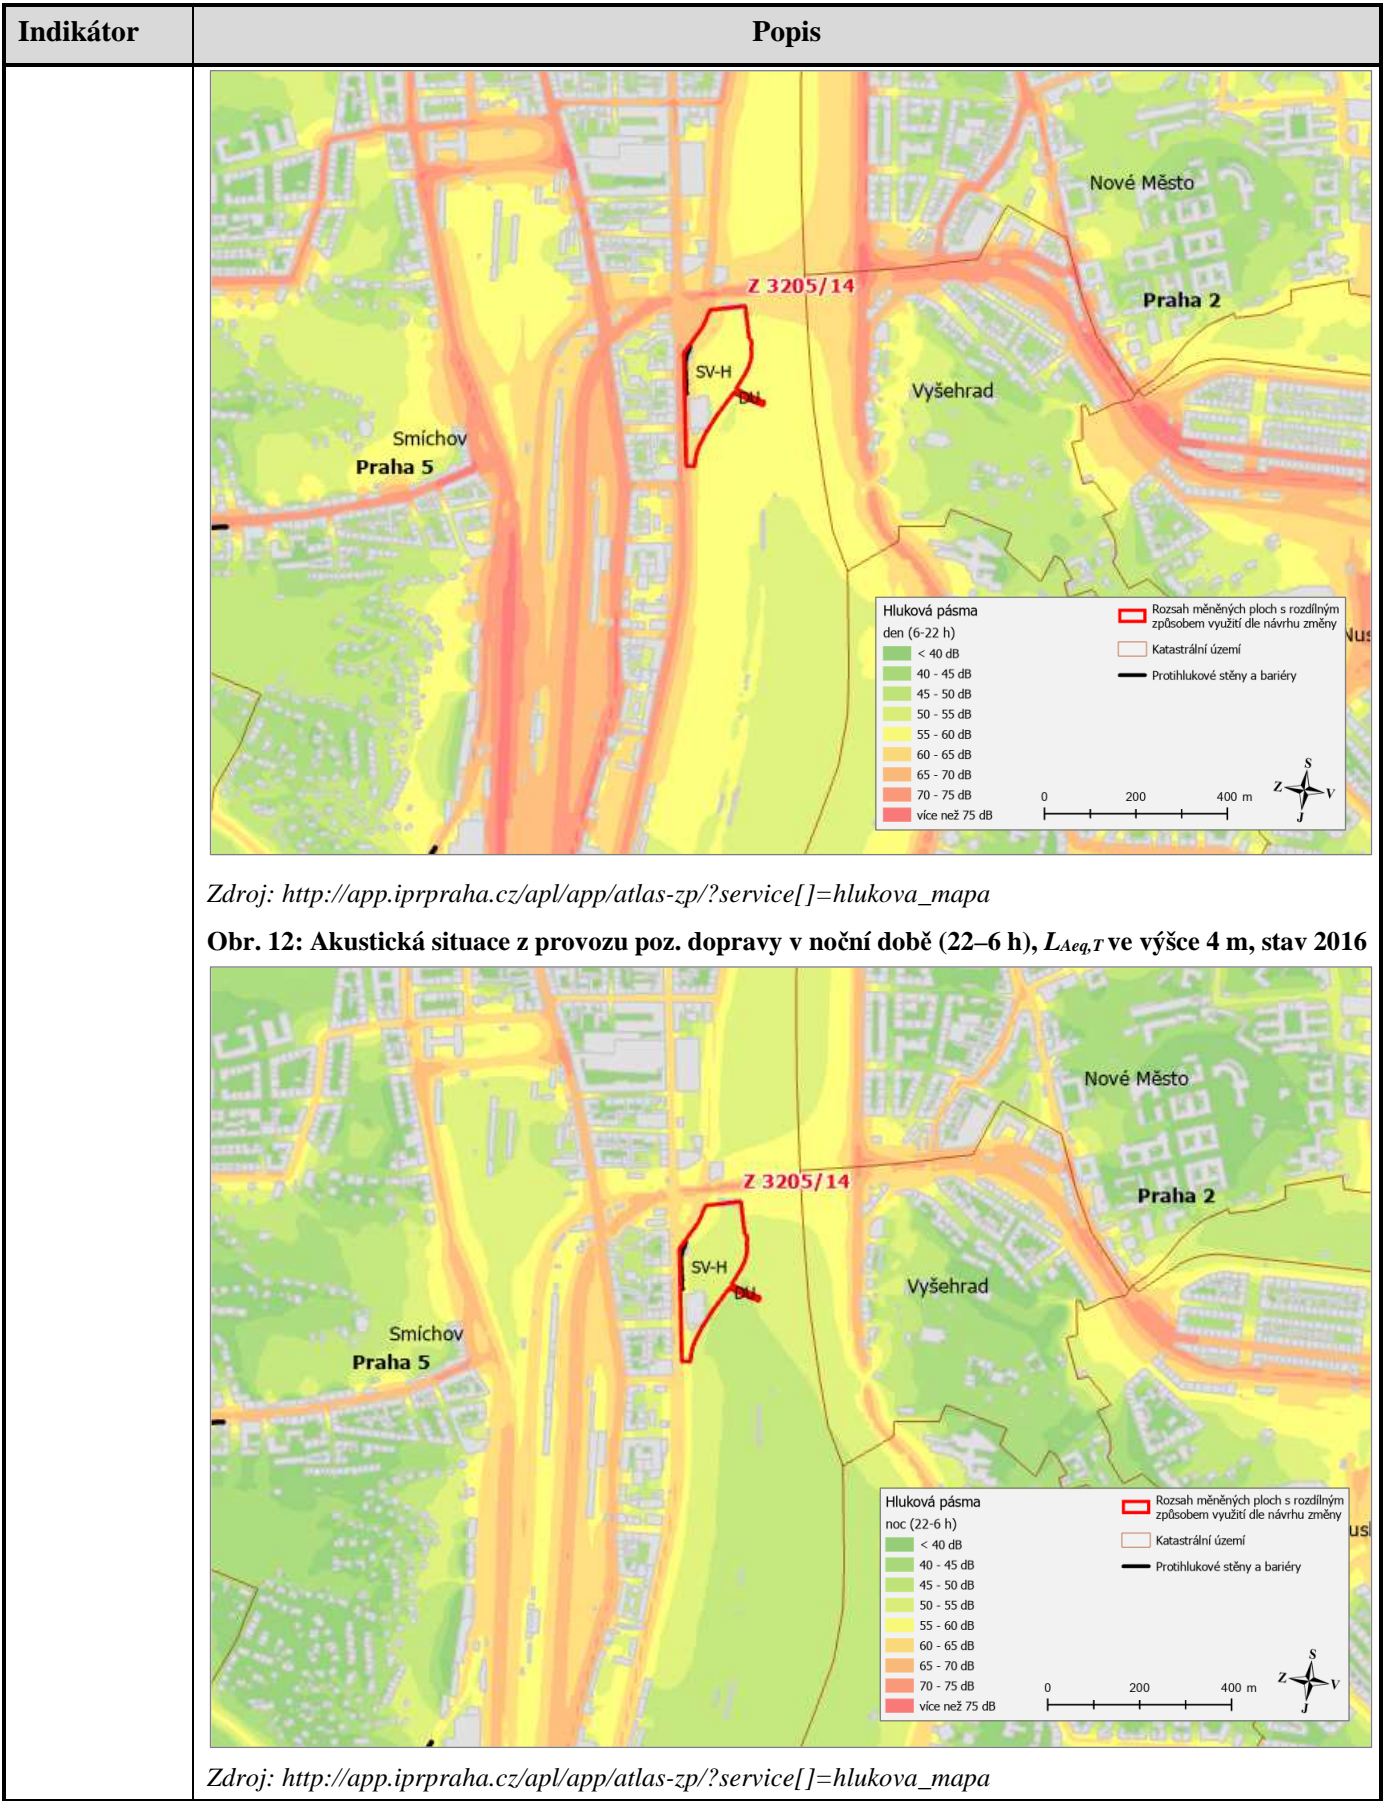 Indikátor
Popis
Nové Město
Z 3205/14
Praha 2
SV-H
DU
Vyšehrad
Smíchov
Praha 5
Hluková pásma
den (6-22 h)
< 40 dB
40 - 45 dB
45 - 50 dB
50 - 55 dB
55 - 60 dB
60 - 65 dB
65 - 70 dB
70 - 75 dB
více než 75 dB
Rozsah měněných ploch s rozdílným
způsobem využití dle návrhu změny
Katastrální území
Protihlukové stěny a bariéry
Nus
0 200 400 m
S
Z V
J
Zdroj: http://app.iprpraha.cz/apl/app/atlas-zp/?service[]=hlukova_mapa
Obr. 12: Akustická situace z provozu poz. dopravy v noční době (22–6 h), LAeq,T ve výšce 4 m, stav 2016
Nové Město
Z 3205/14
Praha 2
SV-H
DU
Vyšehrad
Smíchov
Praha 5
Hluková pásma
noc (22-6 h)
< 40 dB
40 - 45 dB
45 - 50 dB
50 - 55 dB
55 - 60 dB
60 - 65 dB
65 - 70 dB
70 - 75 dB
více než 75 dB
Rozsah měněných ploch s rozdílným
způsobem využití dle návrhu změny
Katastrální území
Protihlukové stěny a bariéry
usl
0 200 400 m
S
Z V
J
Zdroj: http://app.iprpraha.cz/apl/app/atlas-zp/?service[]=hlukova_mapa